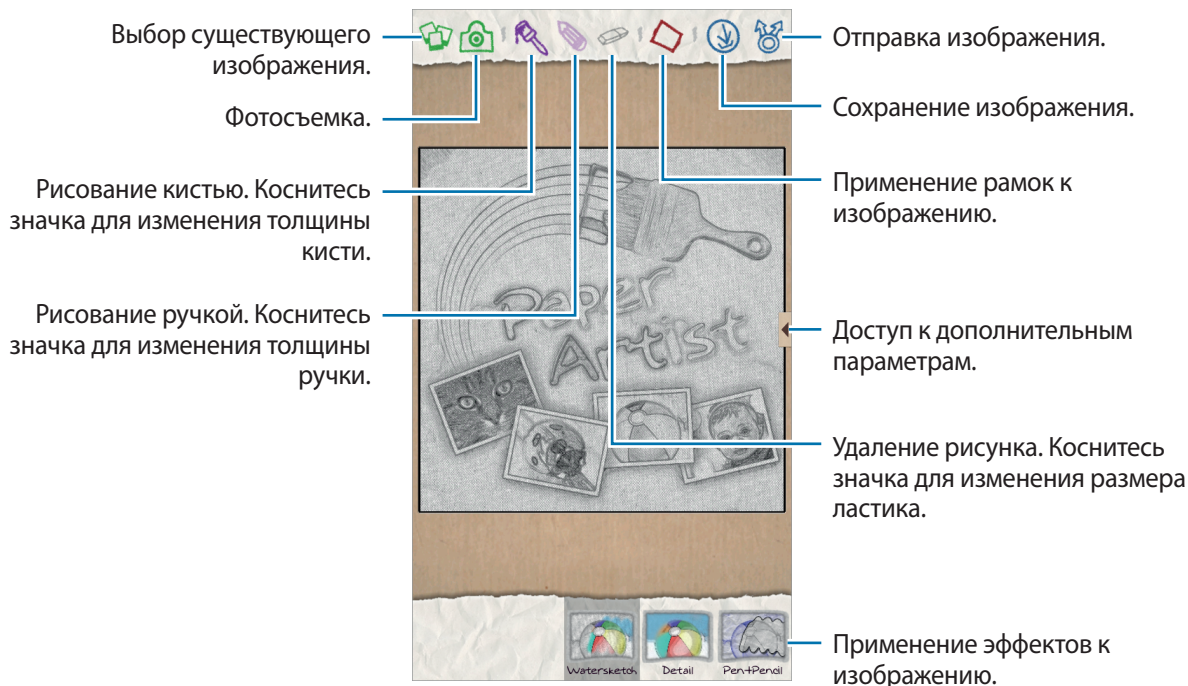 Выбор существующего
изображения.
Фотосъемка.
Рисование кистью. Коснитесь
значка для изменения толщины
кисти.
Рисование ручкой. Коснитесь
значка для изменения толщины
ручки.
Paper
Artist
Watersketch
Detail
Pen+Pencil
Отправка изображения.
Сохранение изображения.
Применение рамок к
изображению.
Доступ к дополнительным
параметрам.
Удаление рисунка. Коснитесь
значка для изменения размера
ластика.
Применение эффектов к
изображению.